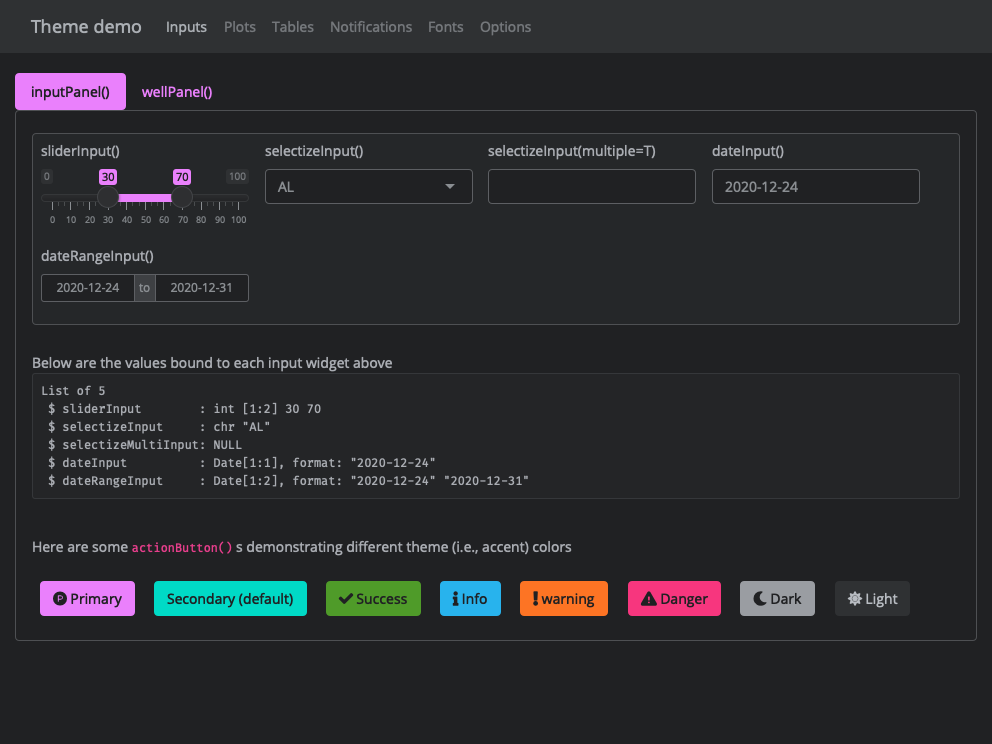 Theme demo Inputs Plots Tables Notifications Fonts Options
inputPanel() wellPanel()
sliderInput() selectizeInput() selectizeInput(multiple=T) dateInput()
0 30 70 100
AL 2020-12-24
0 10 20 30 40 50 60 70 80 90 100
dateRangeInput()
2020-12-24 to 2020-12-31
Below are the values bound to each input widget above
List of 5
$ sliderInput : int [1:2] 30 70
$ selectizeInput : chr "AL"
$ selectizeMultiInput: NULL
$ dateInput : Date[1:1], format: "2020-12-24"
$ dateRangeInput : Date[1:2], format: "2020-12-24" "2020-12-31"
Here are some actionButton() s demonstrating different theme (i.e., accent) colors
Primary Secondary (default) Success Info warning Danger Dark Light